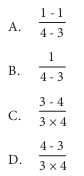 A. (1 - 1)/(4 - 3)
B. 1/(4 - 3)
C. (3 - 4)/(3 × 4)
D. (4 - 3)/(3 × 4)